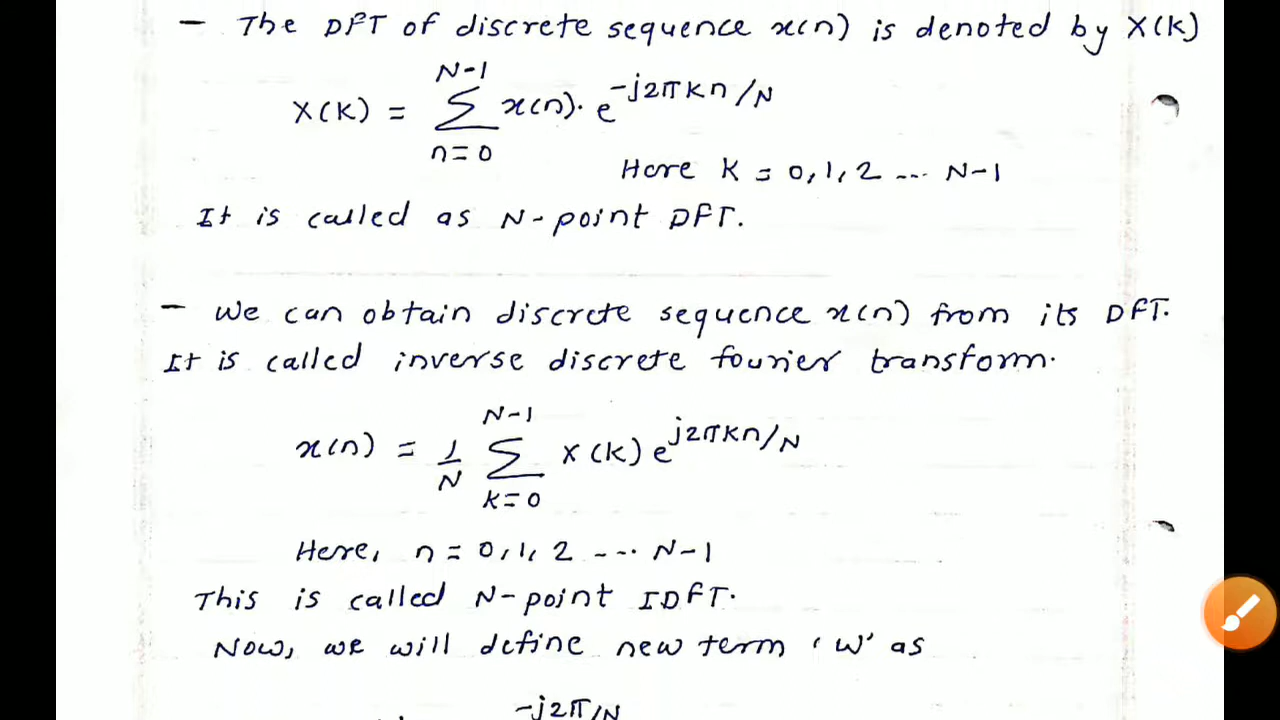 - The DFT of discrete sequence x(n) is denoted by X(K)
X(K) = N-1 Σ n=0 x(n). e^-j2πkn/N
Here K = 0, 1, 2 ... N-1
It is called as N-point DFT.
- We can obtain discrete sequence x(n) from its DFT.
It is called inverse discrete fourier transform.
x(n) = 1/N N-1 Σ k=0 X(k) e^j2πkn/N
Here, n = 0, 1, 2 ---- N-1
This is called N-point IDFT.
Now, we will define new term 'W' as
-j2π/N